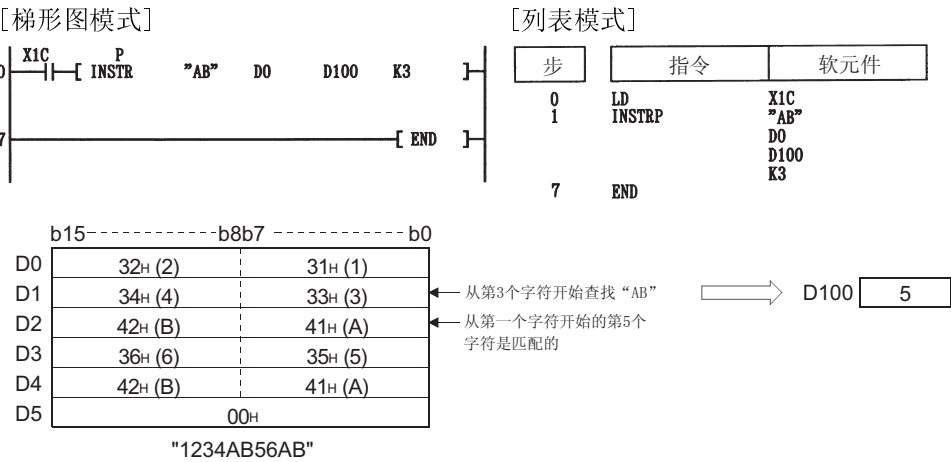 [梯形图模式]
X1C P
0 INSTR "AB" D0 D100 K3
7 END
[列表模式]
步 指令 软元件
0 LD X1C
1 INSTRP "AB"
D0
D100
K3
7 END
b15 b8b7 b0
D0 32H (2) 31H (1)
D1 34H (4) 33H (3)
D2 42H (B) 41H (A)
D3 36H (6) 35H (5)
D4 42H (B) 41H (A)
D5 00H
"1234AB56AB"
从第3个字符开始查找“AB”
从第一个字符开始的第5个
字符是匹配的
D100 5